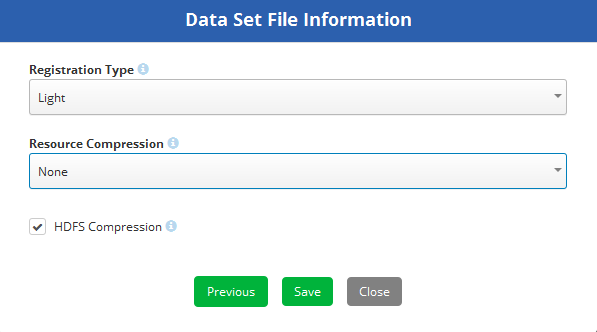 Data Set File Information
Registration Type
Light
Resource Compression
None
HDFS Compression
Previous Save Close